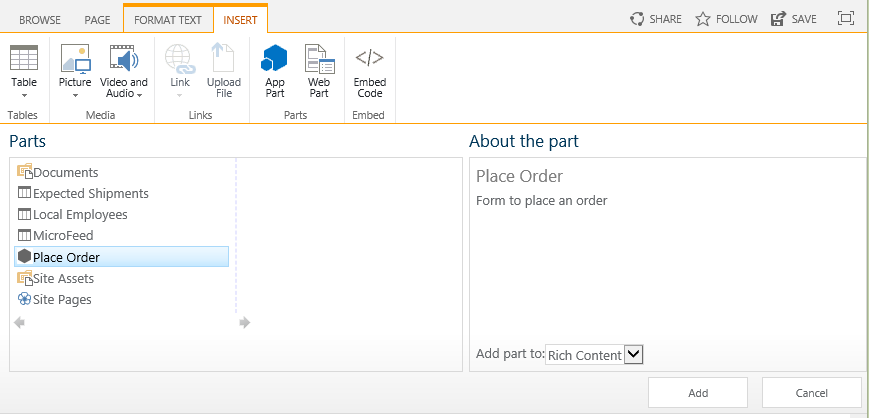 BROWSE PAGE FORMAT TEXT INSERT SHARE FOLLOW SAVE
Table Picture Video and Audio Link Upload File App Part Web Part Embed Code
Tables Media Links Parts Embed
Parts
Documents
Expected Shipments
Local Employees
MicroFeed
Place Order
Site Assets
Site Pages
About the part
Place Order
Form to place an order
Add part to: Rich Content
Add Cancel